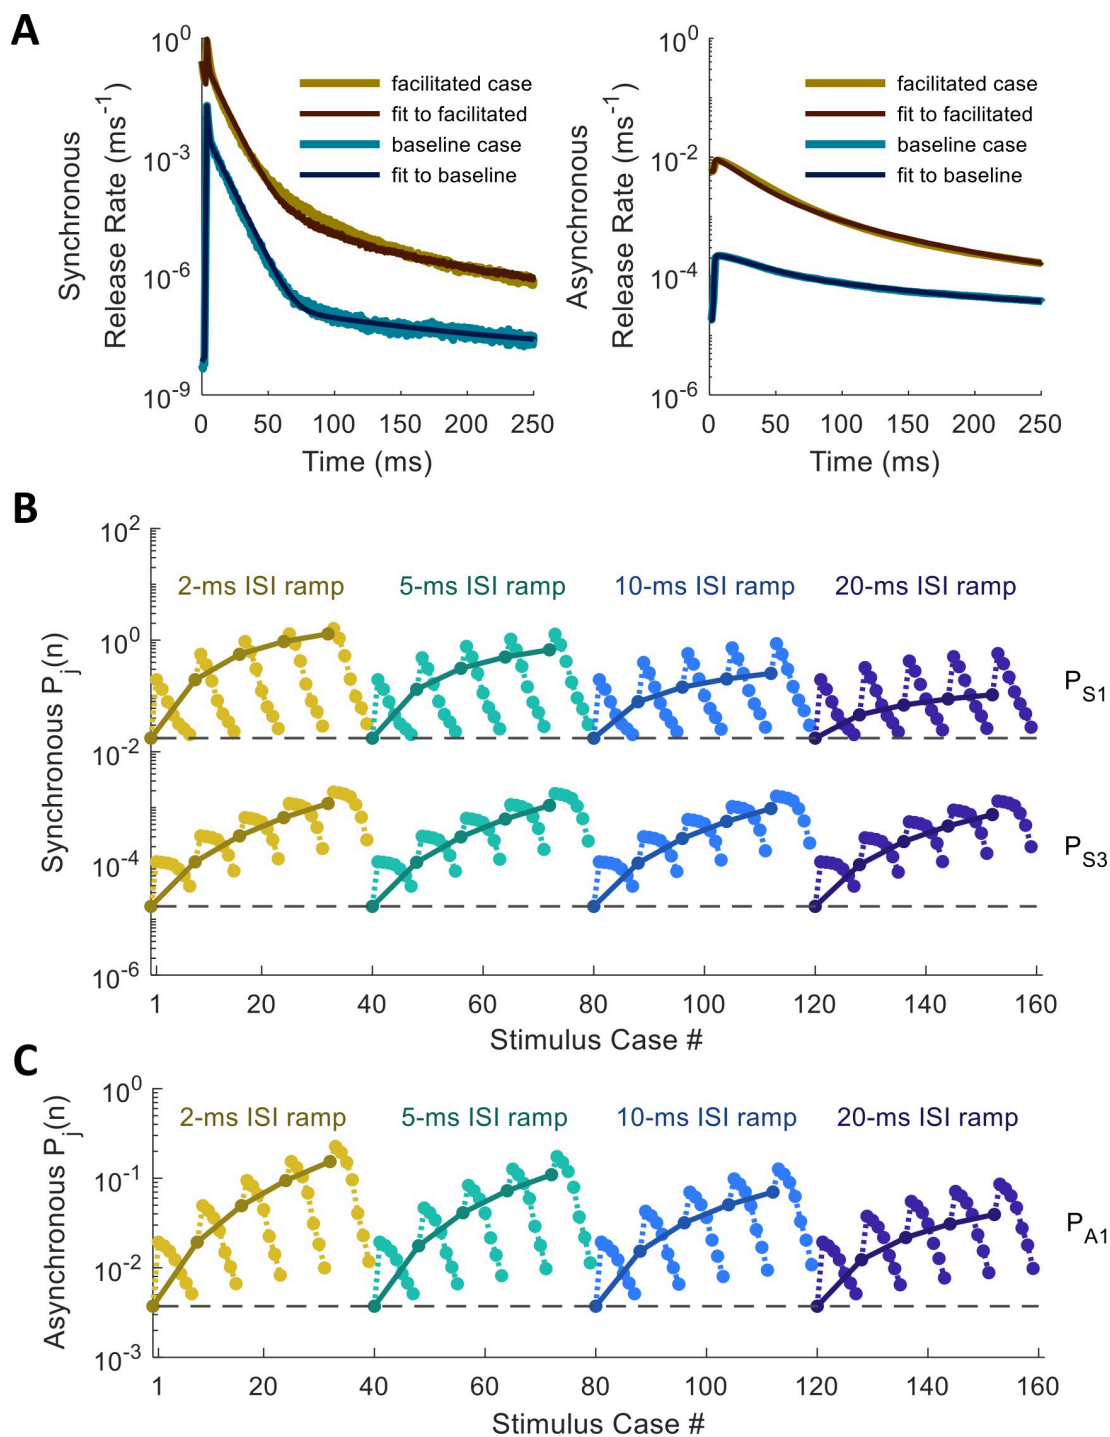 A
Synchronous
Release Rate (ms-1)
10^0
10^-3
10^-6
10^-9
facilitated case
fit to facilitated
baseline case
fit to baseline
0 50 100 150 200 250
Time (ms)
Asynchronous
Release Rate (ms-1)
10^0
10^-2
10^-4
10^-6
facilitated case
fit to facilitated
baseline case
fit to baseline
0 50 100 150 200 250
Time (ms)
B
Synchronous P_j(n)
10^2
10^0
10^-2
10^-4
10^-6
2-ms ISI ramp 5-ms ISI ramp 10-ms ISI ramp 20-ms ISI ramp
P_S1
P_S3
1 20 40 60 80 100 120 140 160
Stimulus Case #
C
Asynchronous P_j(n)
10^0
10^-1
10^-2
10^-3
2-ms ISI ramp 5-ms ISI ramp 10-ms ISI ramp 20-ms ISI ramp
P_A1
1 20 40 60 80 100 120 140 160
Stimulus Case #